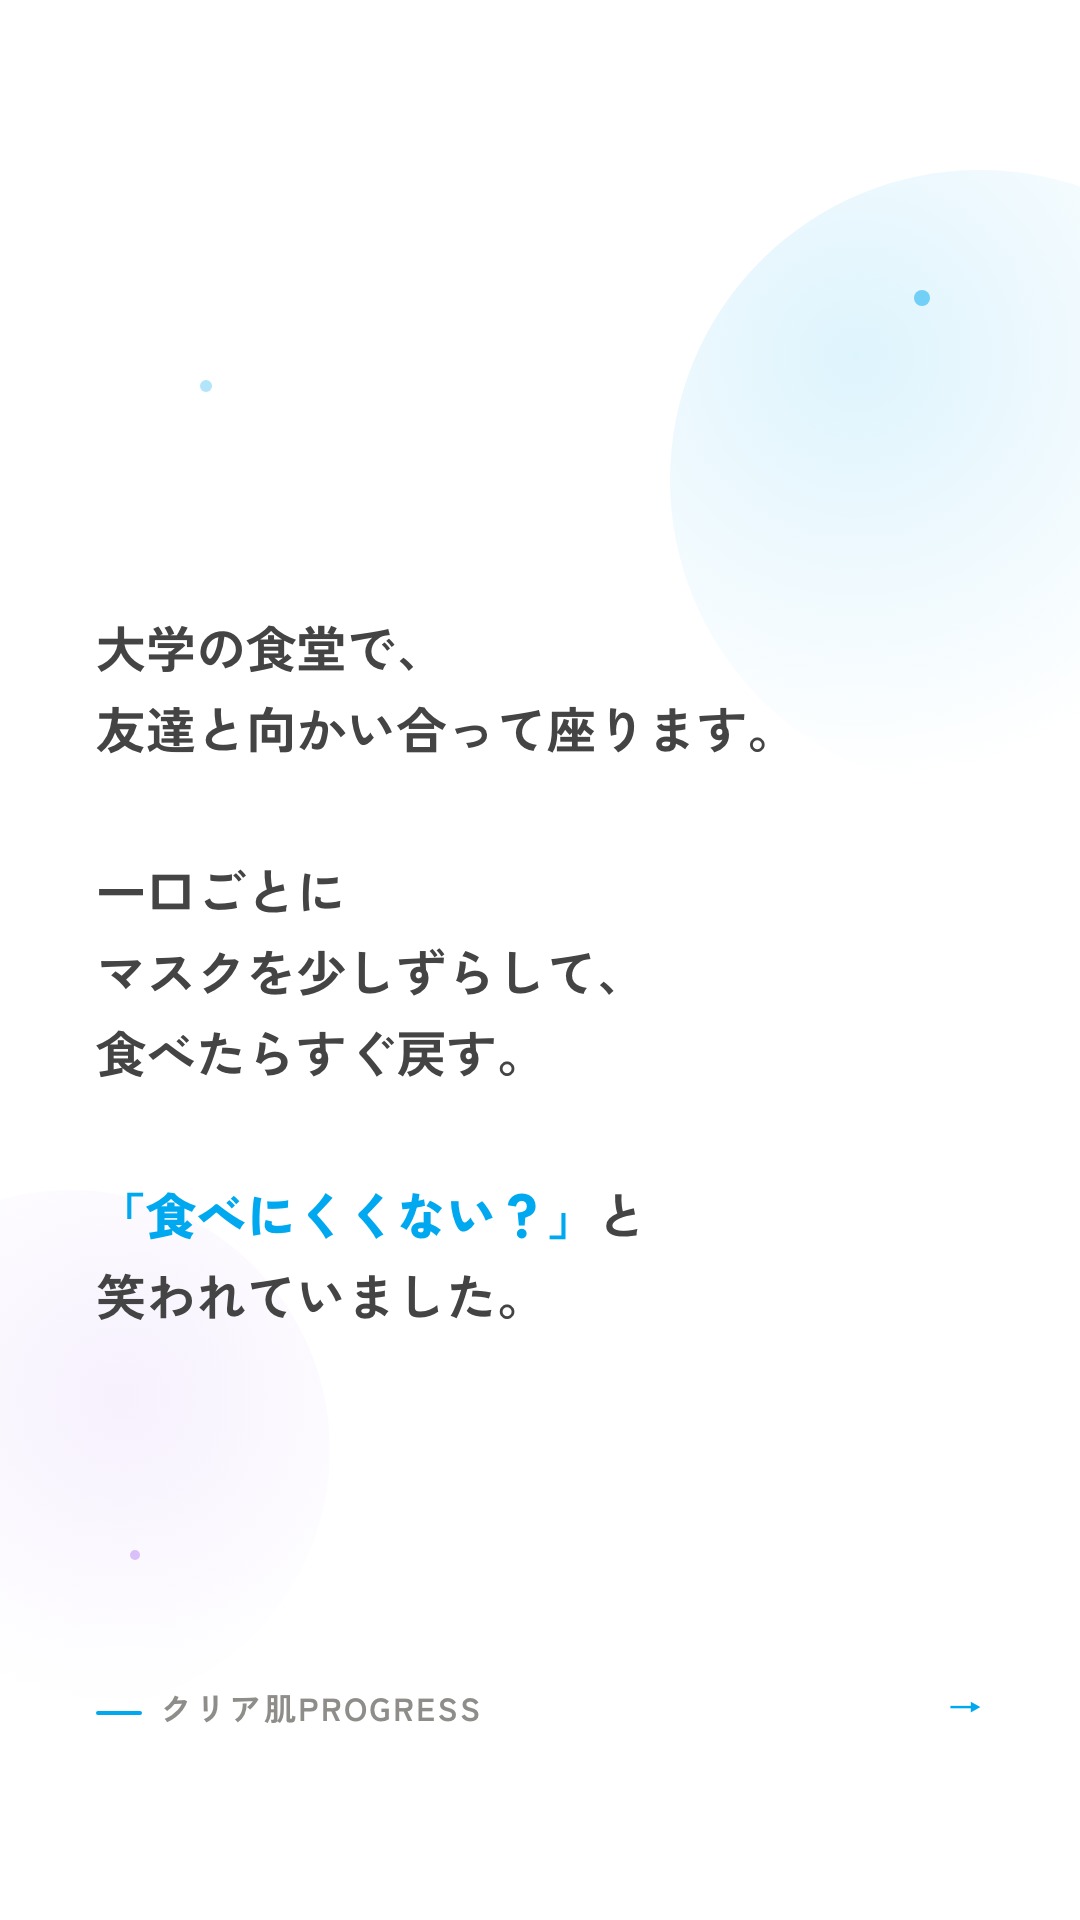 大学の食堂で、
友達と向かい合って座ります。
一口ごとに
マスクを少しずらして、
食べたらすぐ戻す。
「食べにくくない？」と
笑われていました。
クリア肌PROGRESS
→